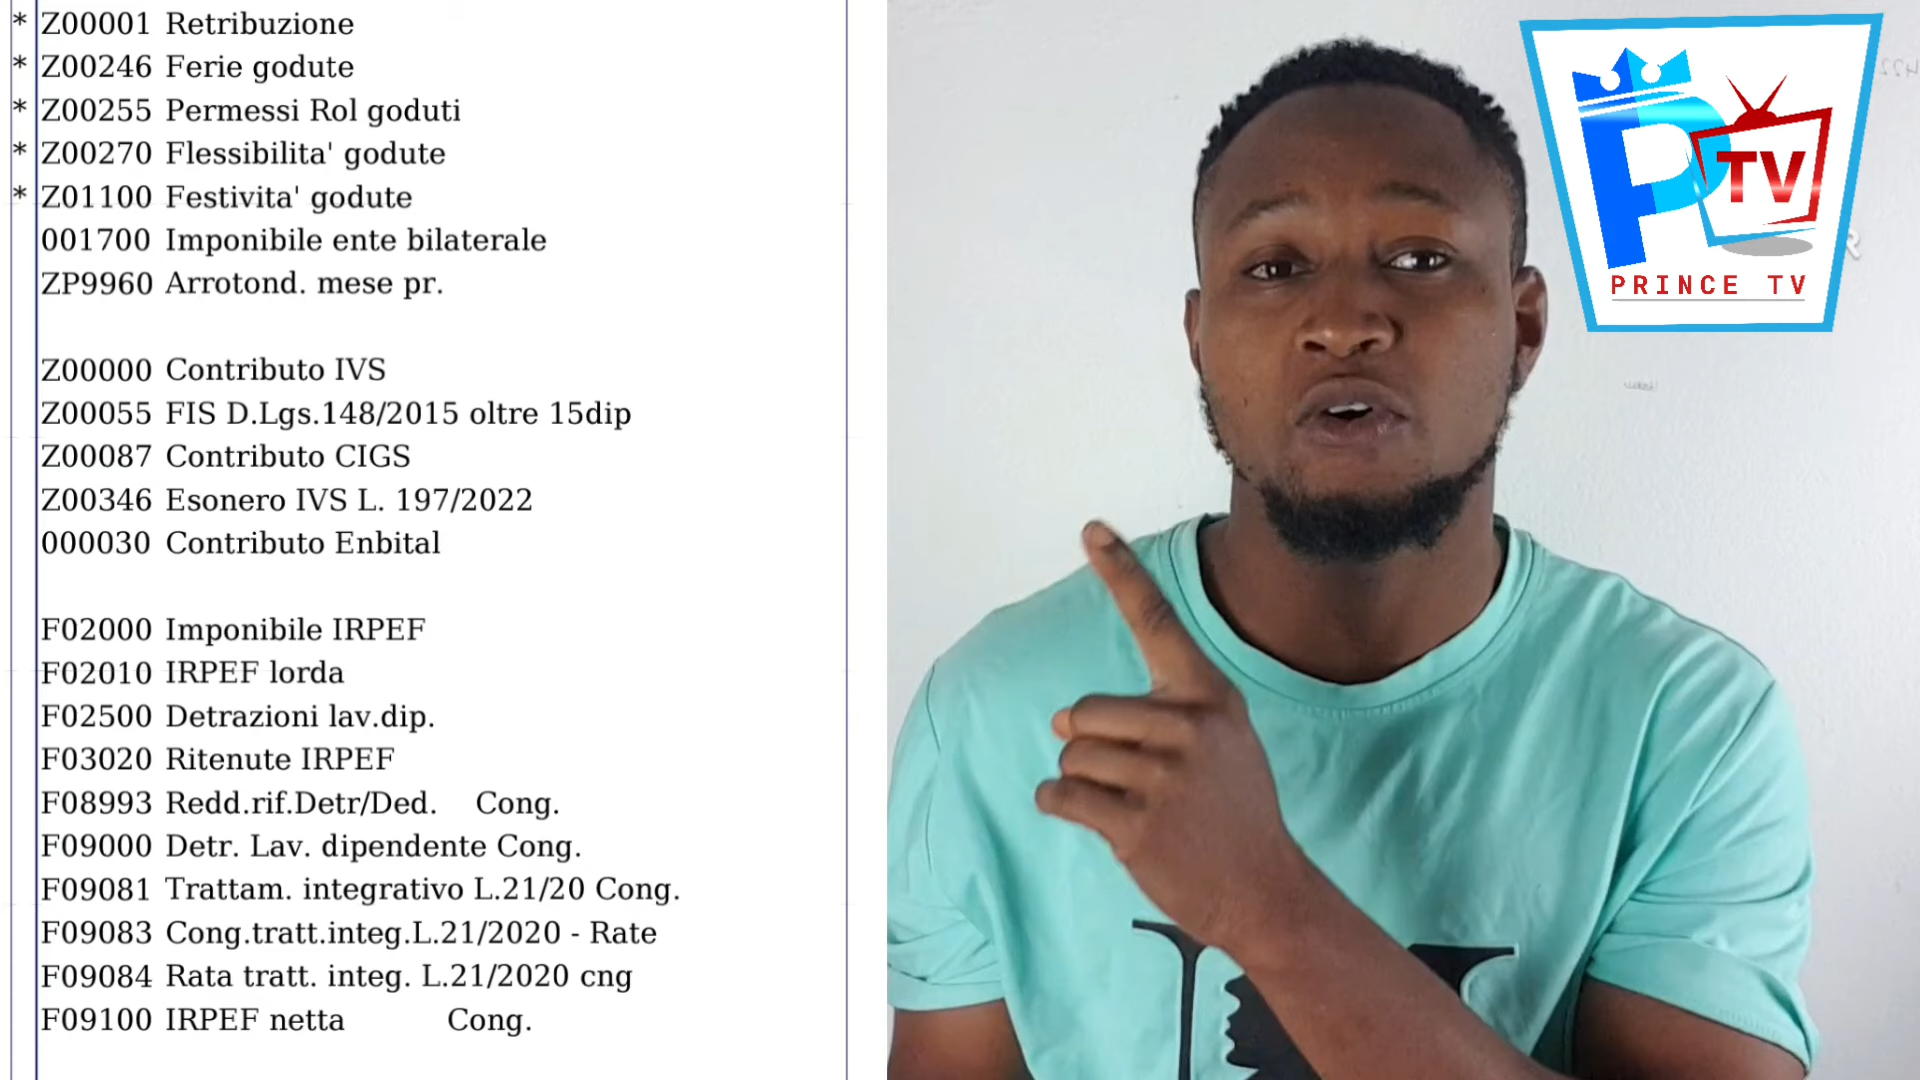 * Z00001 Retribuzione
* Z00246 Ferie godute
* Z00255 Permessi Rol goduti
* Z00270 Flessibilita' godute
* Z01100 Festivita' godute
001700 Imponibile ente bilaterale
ZP9960 Arrotond. mese pr.
Z00000 Contributo IVS
Z00055 FIS D.Lgs.148/2015 oltre 15dip
Z00087 Contributo CIGS
Z00346 Esonero IVS L. 197/2022
000030 Contributo Enbital
F02000 Imponibile IRPEF
F02010 IRPEF lorda
F02500 Detrazioni lav.dip.
F03020 Ritenute IRPEF
F08993 Redd.rif.Detr/Ded. Cong.
F09000 Detr. Lav. dipendente Cong.
F09081 Trattam. integrativo L.21/20 Cong.
F09083 Cong.tratt.integ.L.21/2020 - Rate
F09084 Rata tratt. integ. L.21/2020 cng
F09100 IRPEF netta Cong.
P TV
PRINCE TV